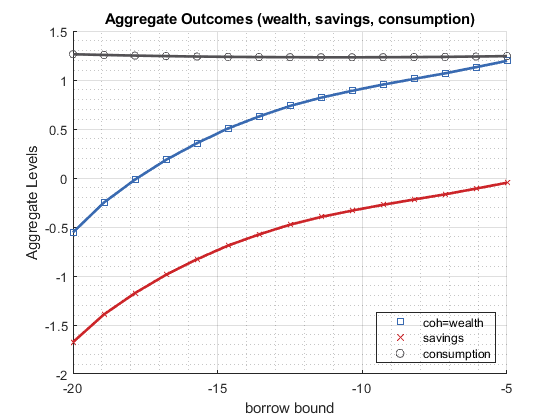 Aggregate Outcomes (wealth, savings, consumption)
1.5
1
0.5
0
-0.5
-1
-1.5
-2
Aggregate Levels
-20
-15
-10
-5
borrow bound
coh=wealth
savings
consumption